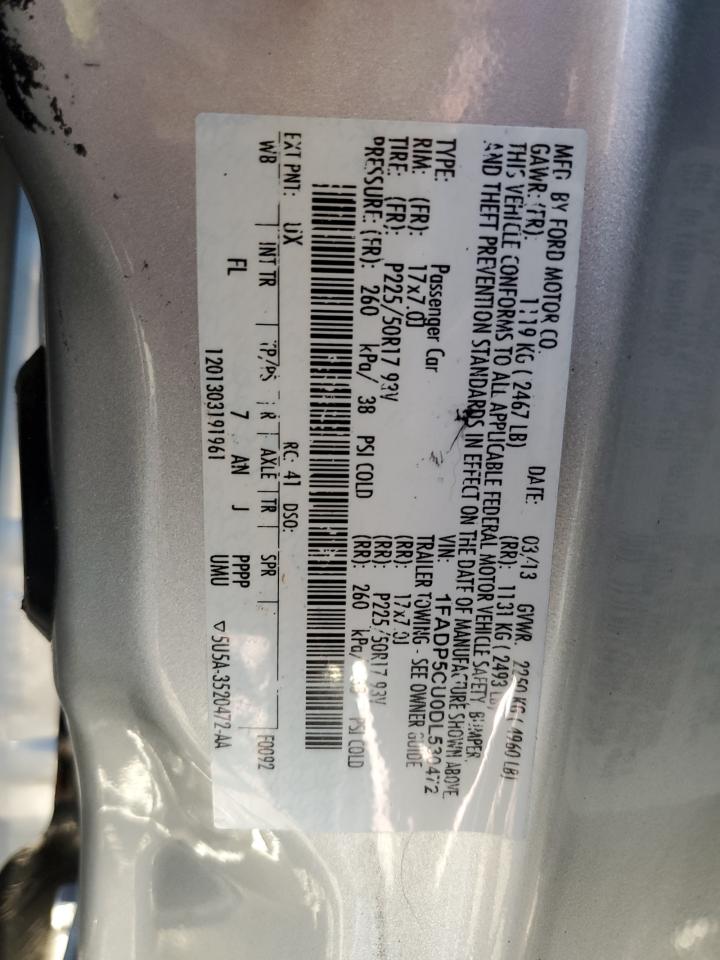 MFD. BY FORD MOTOR CO.
DATE: 03/13 GVWR: 2250 KG ( 4960 LB)
GAWR: (FR): 1119 KG ( 2467 LB) (RR): 1131 KG ( 2493 LB)
THIS VEHICLE CONFORMS TO ALL APPLICABLE FEDERAL MOTOR VEHICLE SAFETY BUMPER,
AND THEFT PREVENTION STANDARDS IN EFFECT ON THE DATE OF MANUFACTURE SHOWN ABOVE.
VIN: 1FADP5CU0DL530472
TYPE: Passenger Car TRAILER TOWING - SEE OWNER GUIDE
RIM: (FR): 17x7.0J (RR): 17x7.0J
TIRE: (FR): P225/50R17 93V (RR): P225/50R17 93V
PRESSURE: (FR): 260 kPa/ 38 PSI COLD (RR): 260 kPa/ 38 PSI COLD
EXT PNT: UX RC: 41 DSO: F0092
WB INT TR TP/PS R AXLE TR SPR
FL 7 AN J PPPP
UMU
1201303191961 ▽5U5A-3520472-AA